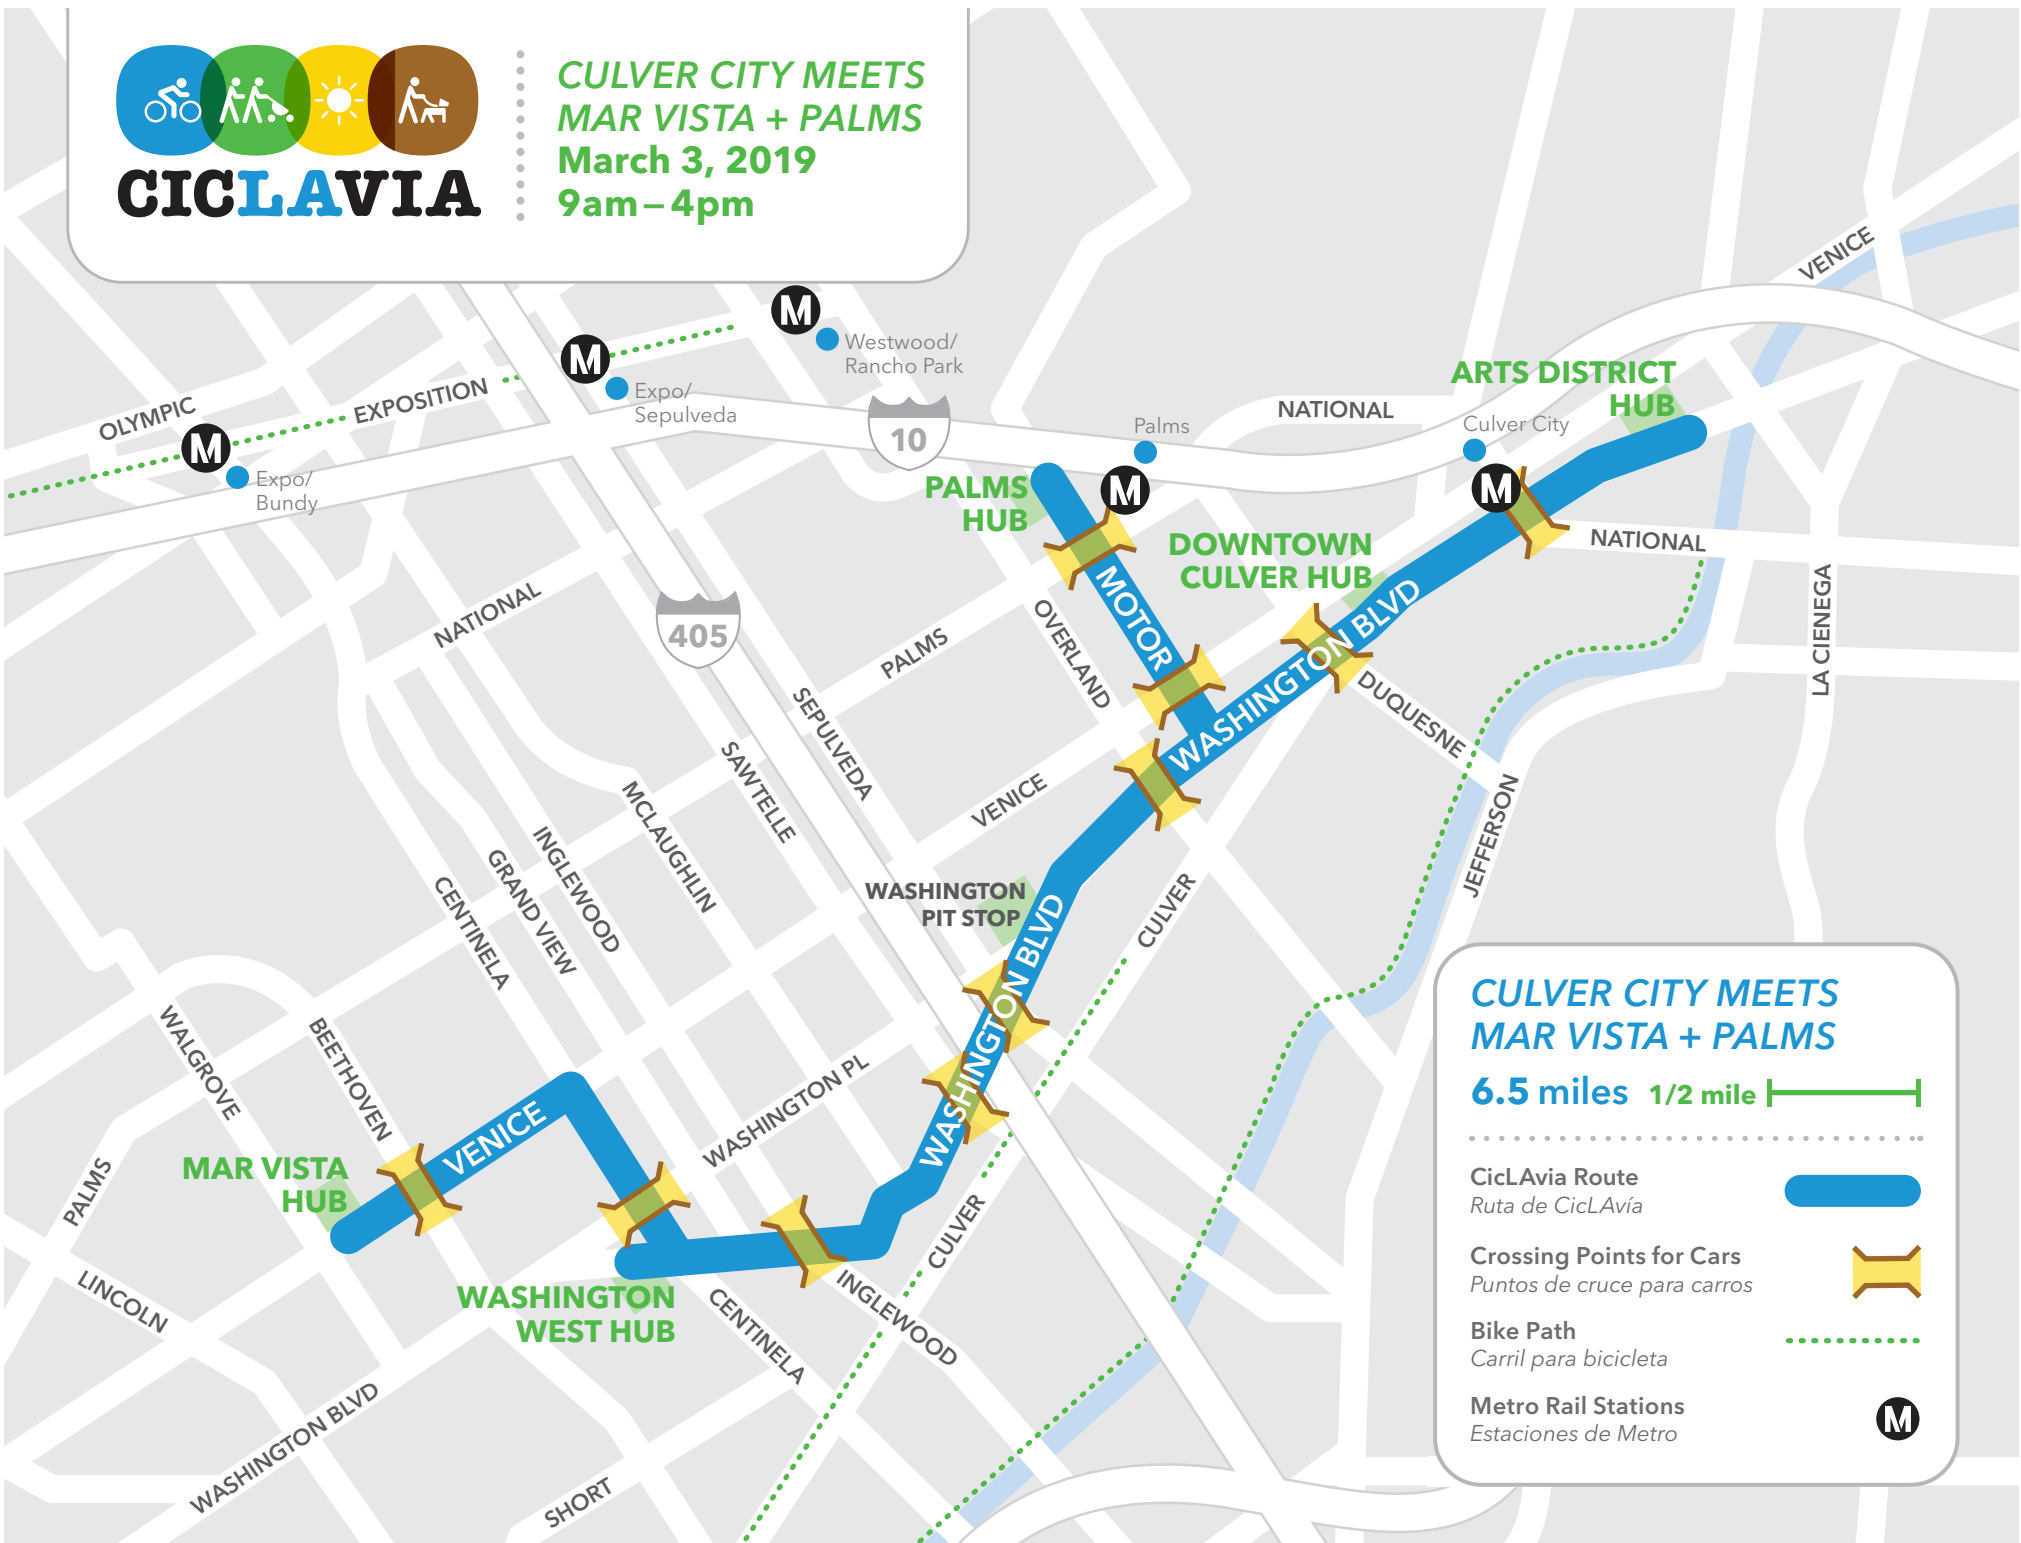 CICLAVIA
CULVER CITY MEETS
MAR VISTA + PALMS
March 3, 2019
9am – 4pm
VENICE
M
Westwood/
Rancho Park
M
Expo/
Sepulveda
OLYMPIC
EXPOSITION
M
Expo/
Bundy
10
NATIONAL
ARTS DISTRICT
HUB
Palms
M
Culver City
M
PALMS
HUB
NATIONAL
DOWNTOWN
CULVER HUB
NATIONAL
405
PALMS
OVERLAND
MOTOR
WASHINGTON BLVD
LA CIENEGA
DUQUESNE
SEPULVEDA
SAWTELLE
VENICE
MCLAUGHLIN
INGLEWOOD
GRAND VIEW
CENTINELA
JEFFERSON
WASHINGTON
PIT STOP
WASHINGTON BLVD
CULVER
WALGROVE
BEETHOVEN
WASHINGTON PL
WASHINGTON BLVD
VENICE
MAR VISTA
HUB
PALMS
LINCOLN
WASHINGTON
WEST HUB
CULVER
INGLEWOOD
CENTINELA
WASHINGTON BLVD
SHORT
CULVER CITY MEETS
MAR VISTA + PALMS
6.5 miles 1/2 mile
CicLAvia Route
Ruta de CicLAvía
Crossing Points for Cars
Puntos de cruce para carros
Bike Path
Carril para bicicleta
Metro Rail Stations
Estaciones de Metro
M